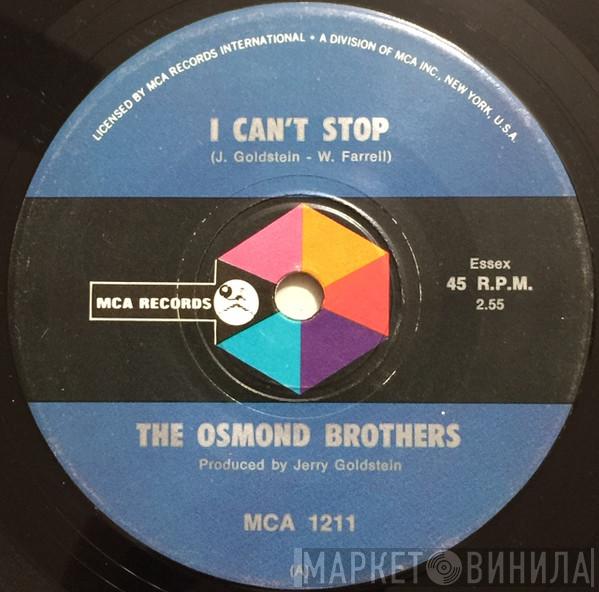 LICENSED BY MCA RECORDS INTERNATIONAL • A DIVISION OF MCA INC., NEW YORK, U.S.A.
I CAN'T STOP
(J. Goldstein - W. Farrell)
MCA RECORDS
Essex
45 R.P.M.
2.55
THE OSMOND BROTHERS
Produced by Jerry Goldstein
MCA 1211
(A)
МАРКЕТ ВИНИЛА